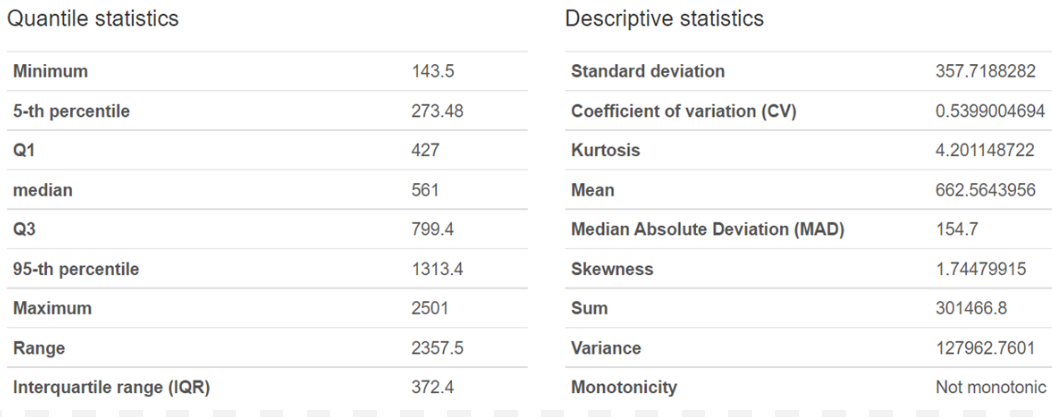 Quantile statistics
Minimum 143.5
5-th percentile 273.48
Q1 427
median 561
Q3 799.4
95-th percentile 1313.4
Maximum 2501
Range 2357.5
Interquartile range (IQR) 372.4
Descriptive statistics
Standard deviation 357.7188282
Coefficient of variation (CV) 0.5399004694
Kurtosis 4.201148722
Mean 662.5643956
Median Absolute Deviation (MAD) 154.7
Skewness 1.74479915
Sum 301466.8
Variance 127962.7601
Monotonicity Not monotonic